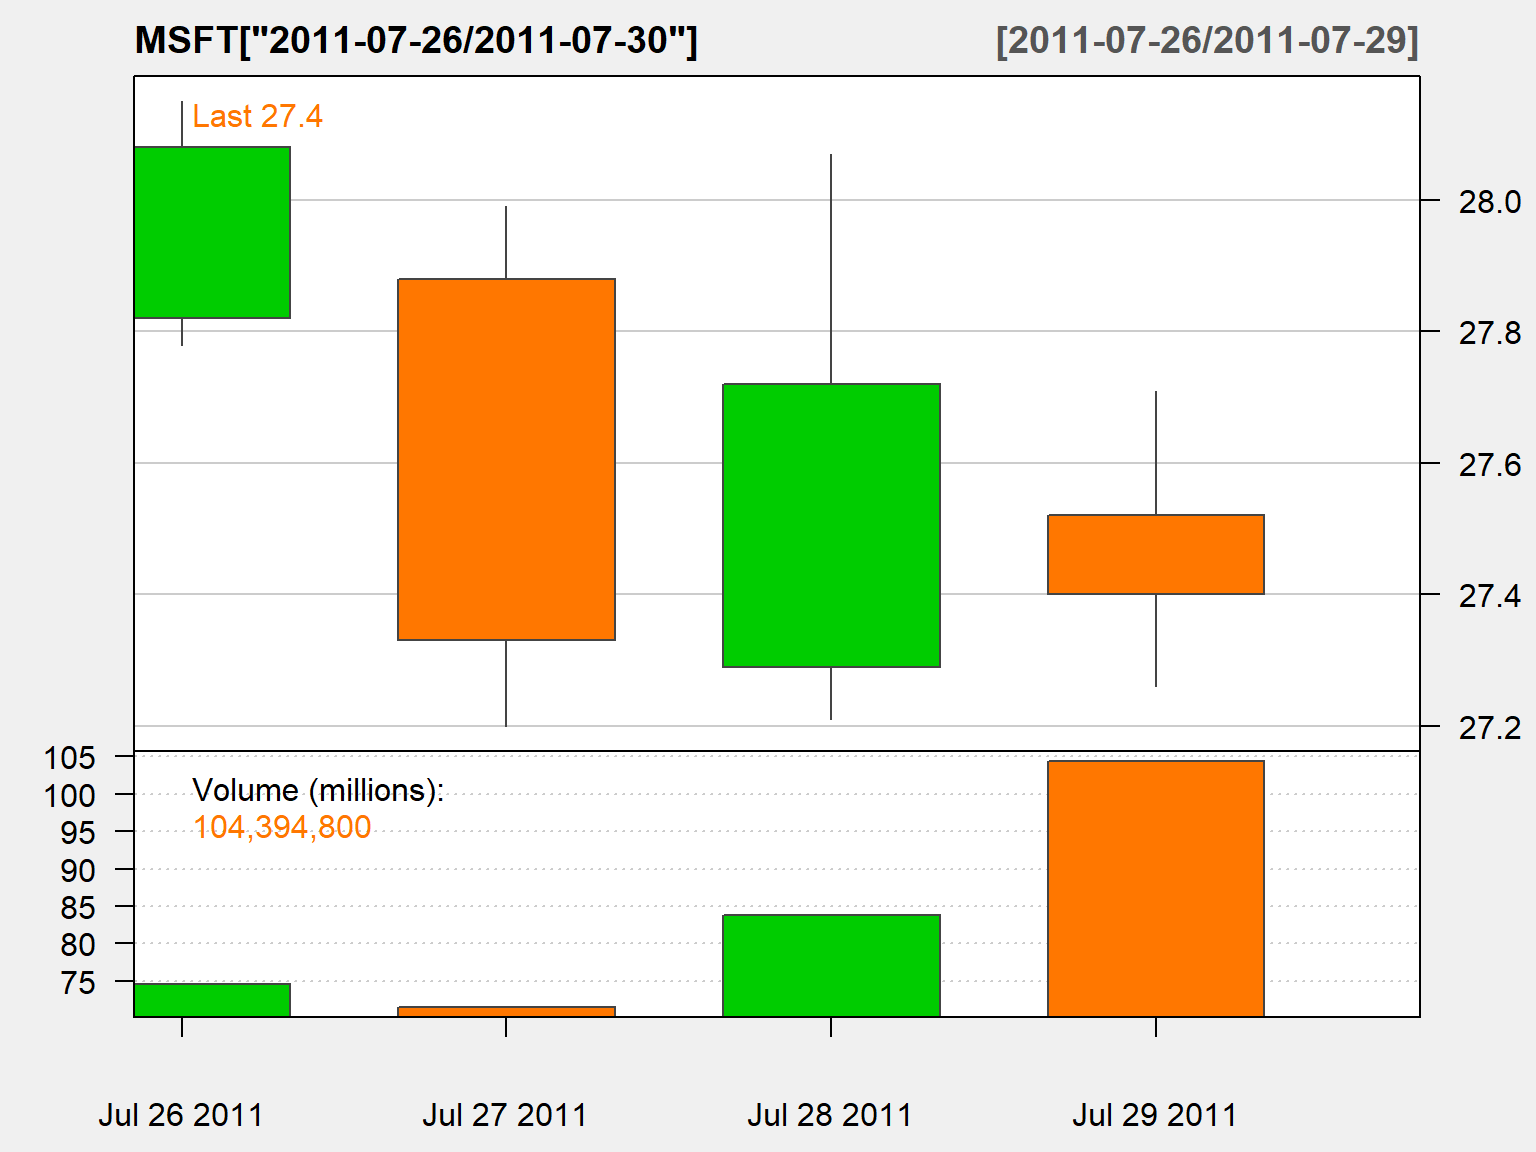 MSFT["2011-07-26/2011-07-30"]
[2011-07-26/2011-07-29]
Last 27.4
28.0
27.8
27.6
27.4
27.2
105
100
95
90
85
80
75
Volume (millions):
104,394,800
Jul 26 2011
Jul 27 2011
Jul 28 2011
Jul 29 2011